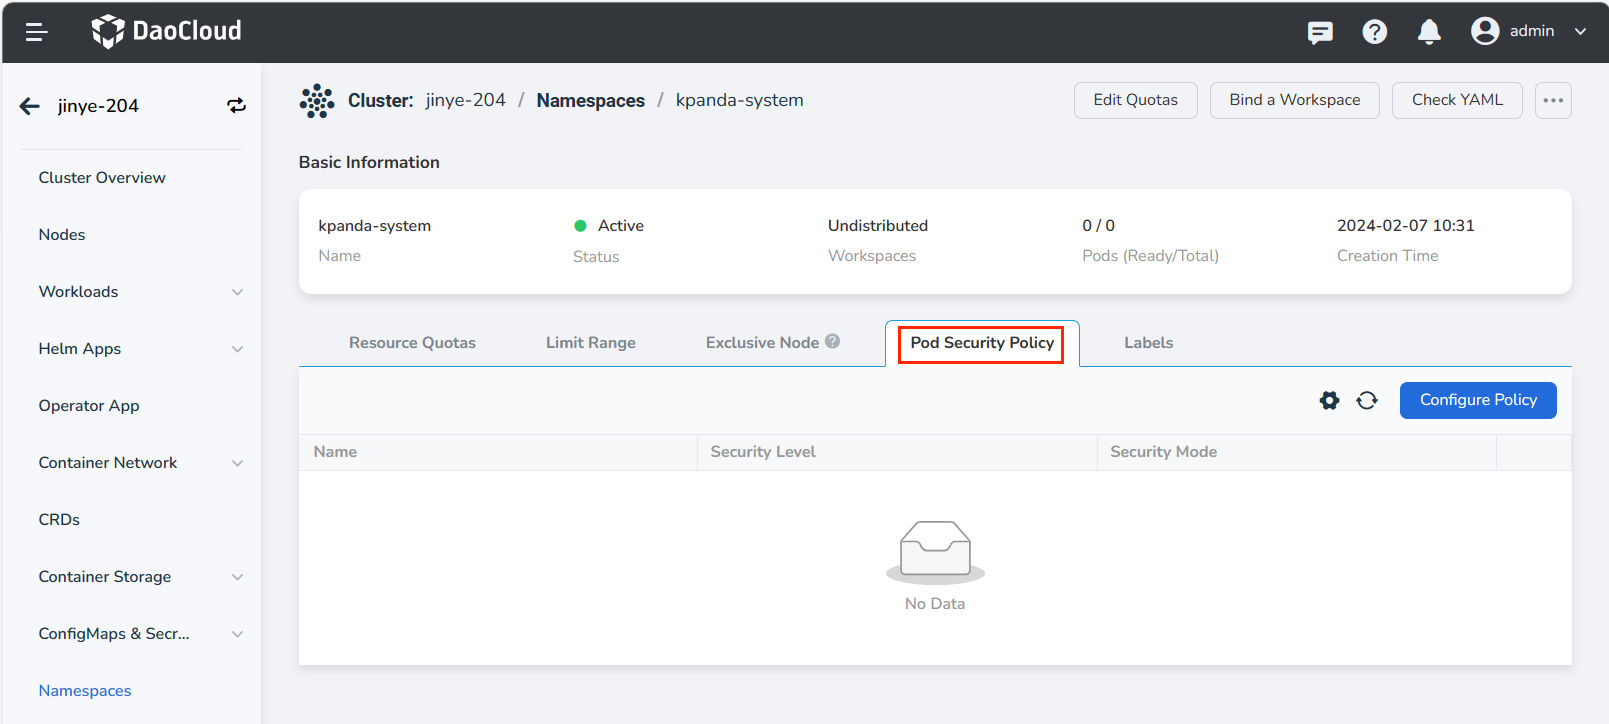 DaoCloud
admin
jinye-204
Cluster: jinye-204 / Namespaces / kpanda-system
Edit Quotas
Bind a Workspace
Check YAML
Cluster Overview
Nodes
Workloads
Helm Apps
Operator App
Container Network
CRDs
Container Storage
ConfigMaps & Secr...
Namespaces
Basic Information
kpanda-system
Name
Active
Status
Undistributed
Workspaces
0 / 0
Pods (Ready/Total)
2024-02-07 10:31
Creation Time
Resource Quotas
Limit Range
Exclusive Node
Pod Security Policy
Labels
Configure Policy
Name
Security Level
Security Mode
No Data